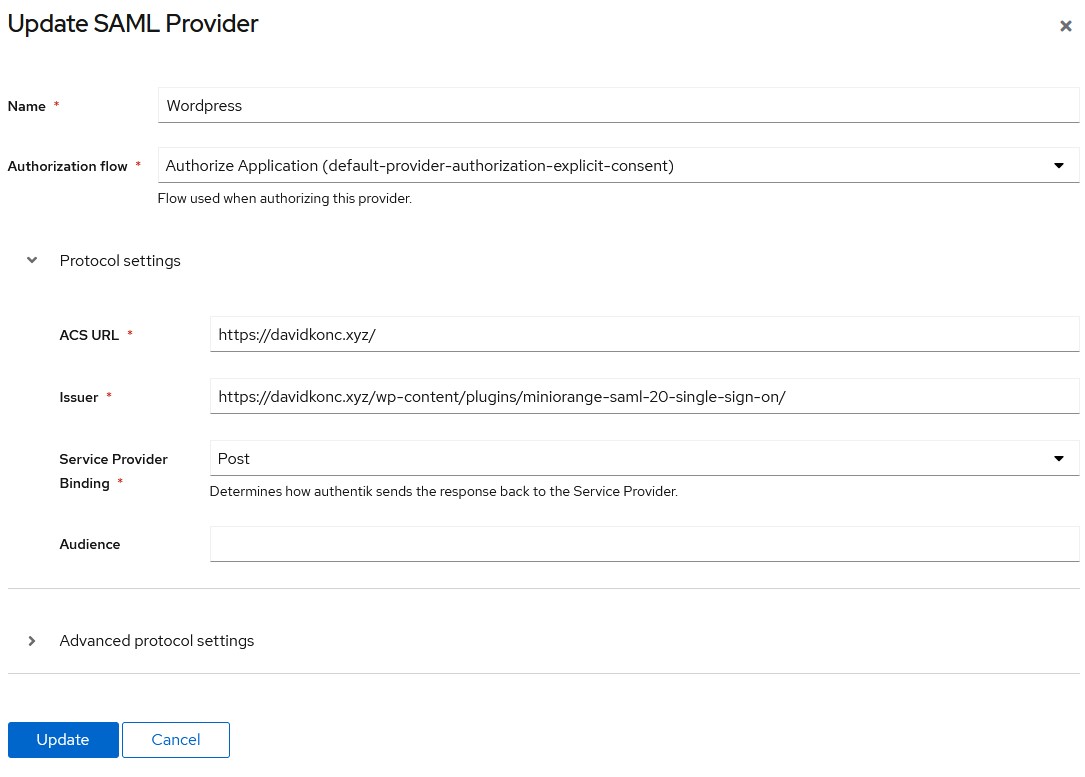 Update SAML Provider
Name *
Wordpress
Authorization flow *
Authorize Application (default-provider-authorization-explicit-consent)
Flow used when authorizing this provider.
Protocol settings
ACS URL *
https://davidkonc.xyz/
Issuer *
https://davidkonc.xyz/wp-content/plugins/miniorange-saml-20-single-sign-on/
Service Provider
Binding *
Post
Determines how authentik sends the response back to the Service Provider.
Audience
Advanced protocol settings
Update
Cancel